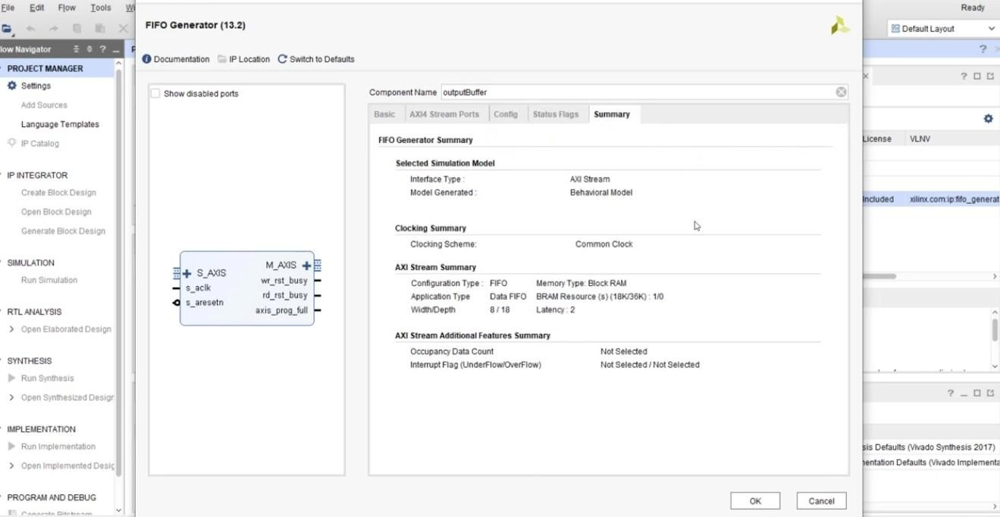 File Edit Flow Tools
Ready
Default Layout
Flow Navigator
PROJECT MANAGER
Settings
Add Sources
Language Templates
IP Catalog
IP INTEGRATOR
Create Block Design
Open Block Design
Generate Block Design
SIMULATION
Run Simulation
RTL ANALYSIS
Open Elaborated Design
SYNTHESIS
Run Synthesis
Open Synthesized Design
IMPLEMENTATION
Run Implementation
Open Implemented Desig
PROGRAM AND DEBUG
Generate Bitstream
FIFO Generator (13.2)
Documentation IP Location Switch to Defaults
Show disabled ports
S_AXIS
s_aclk
s_aresetn
M_AXIS
wr_rst_busy
rd_rst_busy
axis_prog_full
Component Name outputBuffer
Basic AXI4 Stream Ports Config Status Flags Summary
FIFO Generator Summary
Selected Simulation Model
Interface Type : AXI Stream
Model Generated : Behavioral Model
Clocking Summary
Clocking Scheme: Common Clock
AXI Stream Summary
Configuration Type : FIFO Memory Type: Block RAM
Application Type Data FIFO BRAM Resource (s) (18K/36K) : 1/0
Width/Depth 8 / 18 Latency : 2
AXI Stream Additional Features Summary
Occupancy Data Count Not Selected
Interrupt Flag (UnderFlow/OverFlow) Not Selected / Not Selected
OK Cancel
License VLNV
Included xilinx.com:ip:fifo_generat
sis Defaults (Vivado Synthesis 2017)
mentation Defaults (Vivado Implementa